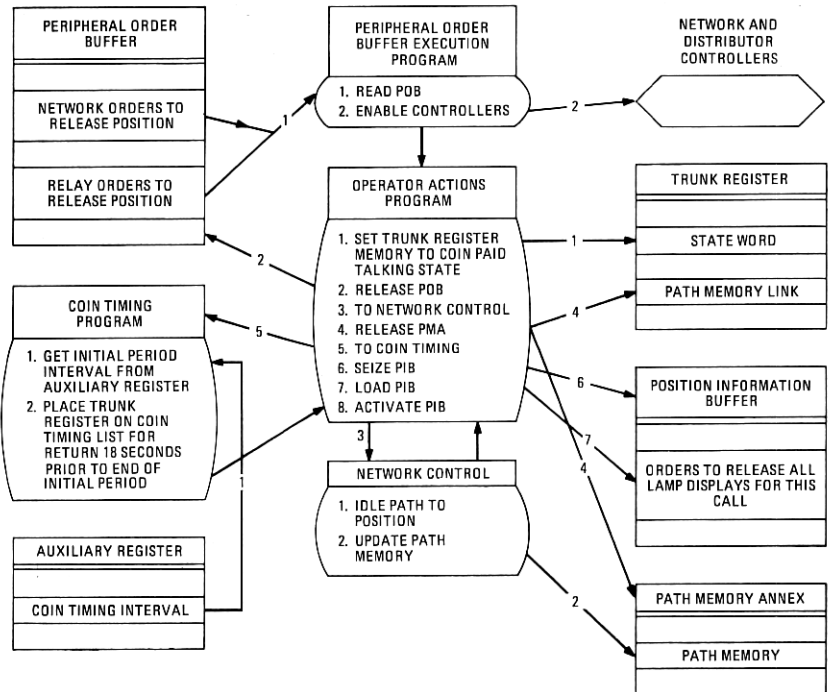 PERIPHERAL ORDER
BUFFER
NETWORK ORDERS TO
RELEASE POSITION
RELAY ORDERS TO
RELEASE POSITION
PERIPHERAL ORDER
BUFFER EXECUTION
PROGRAM
1. READ POB
2. ENABLE CONTROLLERS
NETWORK AND
DISTRIBUTOR
CONTROLLERS
1
2
OPERATOR ACTIONS
PROGRAM
1. SET TRUNK REGISTER
MEMORY TO COIN PAID
TALKING STATE
2. RELEASE POB
3. TO NETWORK CONTROL
4. RELEASE PMA
5. TO COIN TIMING
6. SEIZE PIB
7. LOAD PIB
8. ACTIVATE PIB
TRUNK REGISTER
STATE WORD
PATH MEMORY LINK
2
5
1
4
6
7
4
3
COIN TIMING
PROGRAM
1. GET INITIAL PERIOD
INTERVAL FROM
AUXILIARY REGISTER
2. PLACE TRUNK
REGISTER ON COIN
TIMING LIST FOR
RETURN 18 SECONDS
PRIOR TO END OF
INITIAL PERIOD
1
POSITION INFORMATION
BUFFER
ORDERS TO RELEASE ALL
LAMP DISPLAYS FOR THIS
CALL
NETWORK CONTROL
1. IDLE PATH TO
POSITION
2. UPDATE PATH
MEMORY
2
AUXILIARY REGISTER
COIN TIMING INTERVAL
PATH MEMORY ANNEX
PATH MEMORY